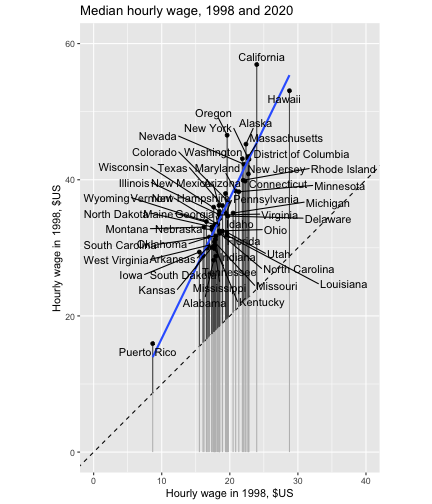 Median hourly wage, 1998 and 2020
60
California
Hawaii
Oregon
Alaska
New York
Nevada
Massachusetts
Colorado
Washington
District of Columbia
Wisconsin
Texas
Maryland
New Jersey
Rhode Island
40
Illinois
New Mexico
Arizona
Connecticut
Minnesota
Wyoming
Vermont
New Hampshire
Pennsylvania
Michigan
North Dakota
Maine
Georgia
Virginia
Delaware
Montana
Nebraska
Idaho
Ohio
South Carolina
Oklahoma
Utah
West Virginia
Arkansas
Indiana
Iowa
South Dakota
Tennessee
North Carolina
Kansas
Mississippi
Missouri
Louisiana
Alabama
Kentucky
20
Puerto Rico
0
0
10
20
30
40
Hourly wage in 1998, $US
Hourly wage in 1998, $US